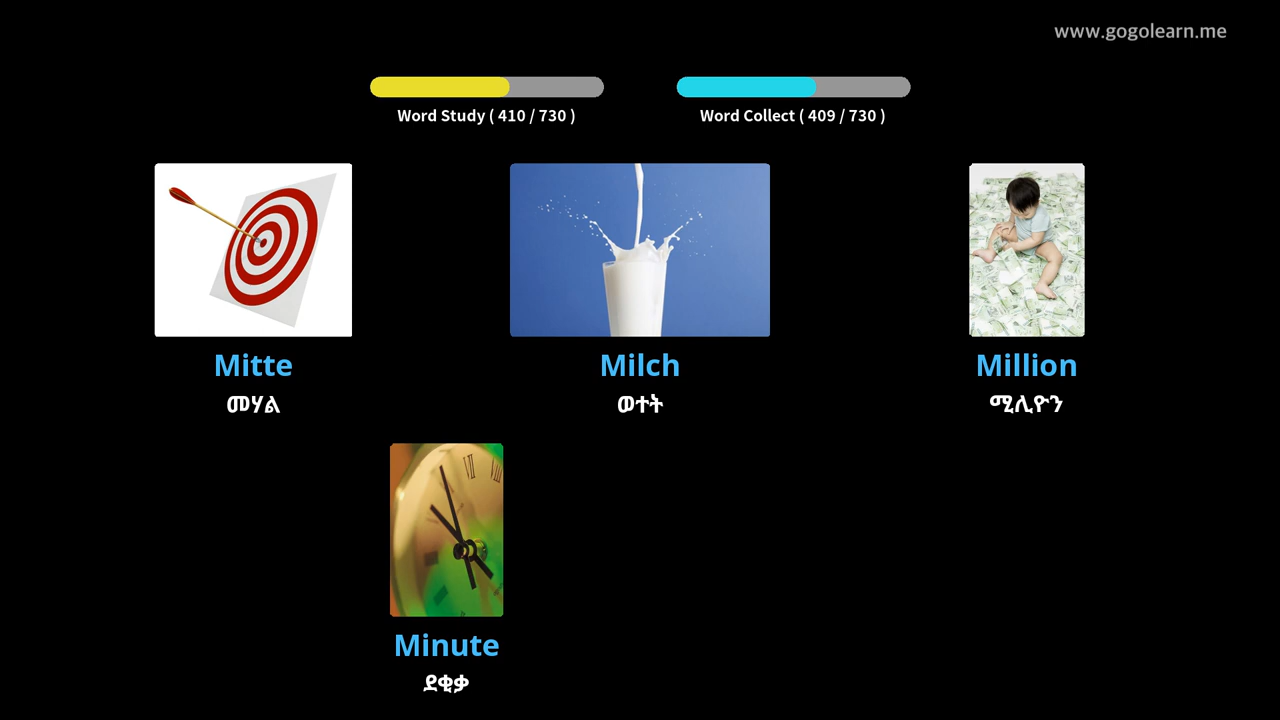 www.gogolearn.me
Word Study ( 410 / 730 )
Word Collect ( 409 / 730 )
Mitte
መሃል
Milch
ወተት
Million
ሚሊዮን
Minute
ደቂቃ